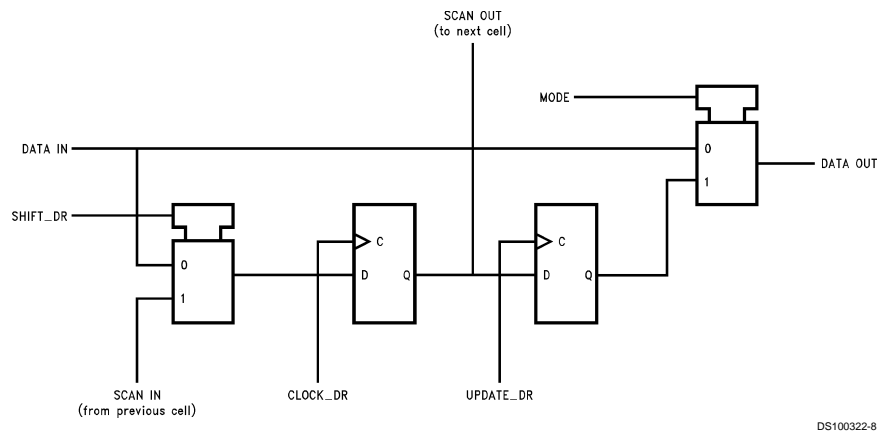 SCAN OUT
(to next cell)
MODE
DATA IN
0
DATA OUT
1
SHIFT_DR
C
C
0
D
Q
D
Q
1
SCAN IN
(from previous cell)
CLOCK_DR
UPDATE_DR
DS100322-8